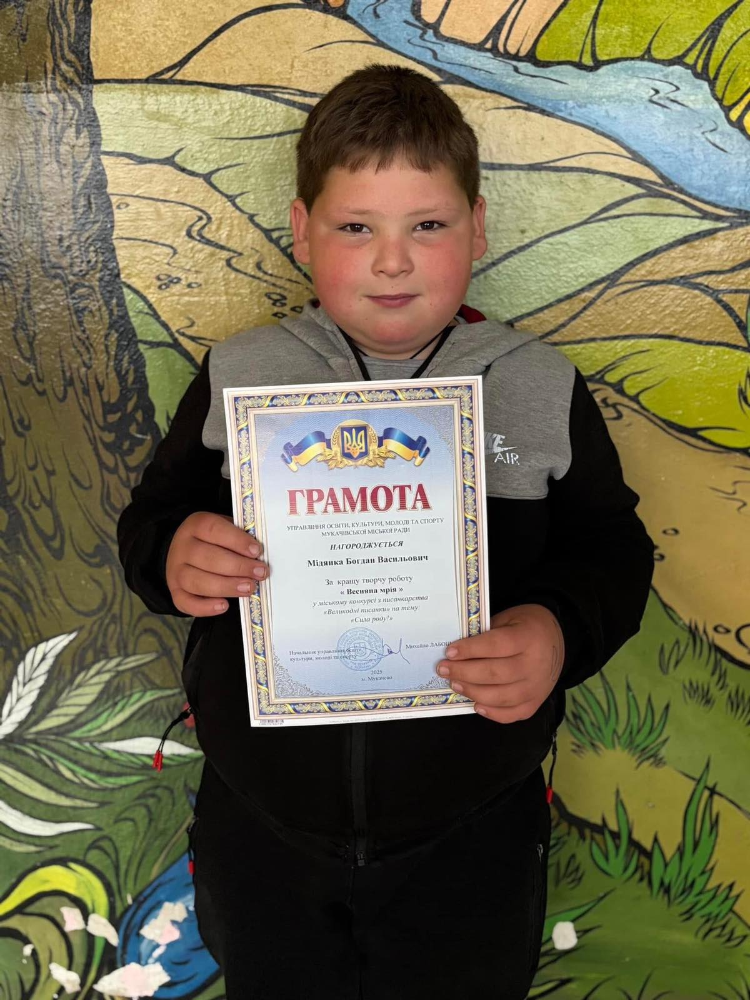 ГРАМОТА
УПРАВЛІННЯ ОСВІТИ, КУЛЬТУРИ, МОЛОДІ ТА СПОРТУ
МУКАЧІВСЬКОЇ МІСЬКОЇ РАДИ
НАГОРОДЖУЄТЬСЯ
Мідянка Богдан Васильович
За кращу творчу роботу
« Весняна мрія »
у міському конкурсі з писанкарства
«Великодні писанки» на тему:
«Сила роду!»
Начальник управління освіти,
культури, молоді та спорту
Михайло
2025
м. Мукачево
AIR